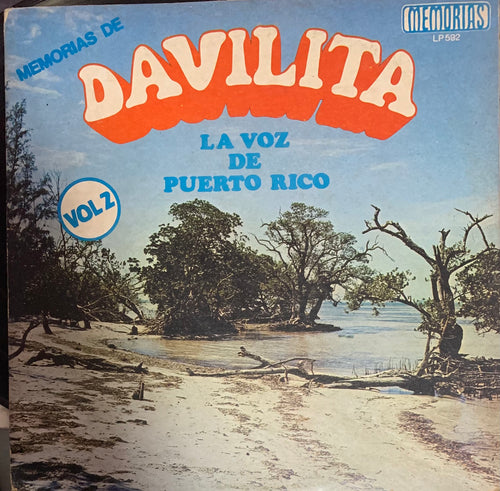 MEMORIAS DE
DAVILITA
MEMORIAS
LP 592
LA VOZ
DE
PUERTO RICO
VOL 2